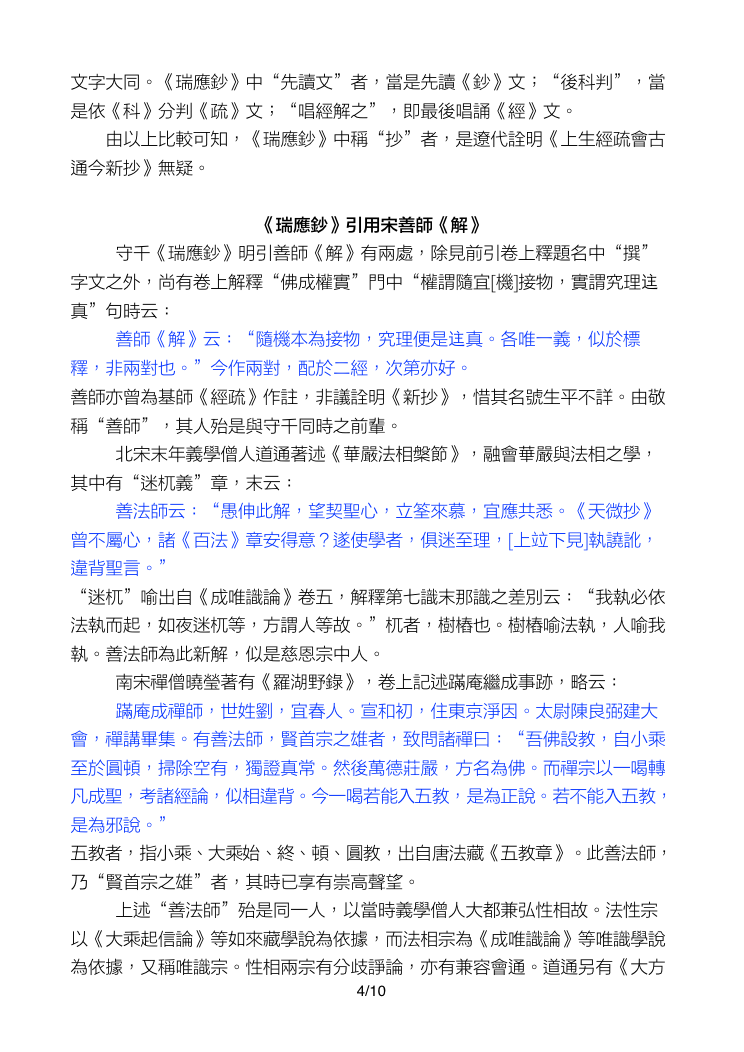 文字大同。《瑞應鈔》中“先讀文”者，當是先讀《鈔》文；“後科判”，當
是依《科》分判《疏》文；“唱經解之”，即最後唱誦《經》文。
由以上比較可知，《瑞應鈔》中稱“抄”者，是遼代詮明《上生經疏會古
通今新抄》無疑。
《瑞應鈔》引用宋善師《解》
守千《瑞應鈔》明引善師《解》有兩處，除見前引卷上釋題名中“撰”
字文之外，尚有卷上解釋“佛成權實”門中“權謂隨宜[機]接物，實謂究理迬
真”句時云：
善師《解》云：“隨機本為接物，究理便是迬真。各唯一義，似於標
釋，非兩對也。”今作兩對，配於二經，次第亦好。
善師亦曾為基師《經疏》作註，非議詮明《新抄》，惜其名號生平不詳。由敬
稱“善師”，其人殆是與守千同時之前輩。
北宋末年義學僧人道通著述《華嚴法相槃節》，融會華嚴與法相之學，
其中有“迷杌義”章，末云：
善法師云：“愚伸此解，望契聖心，立筌來慕，宜應共悉。《天微抄》
曾不屬心，諸《百法》章安得意？遂使學者，俱迷至理，[上竝下見]執譊訛，
違背聖言。”
“迷杌”喻出自《成唯識論》卷五，解釋第七識末那識之差別云：“我執必依
法執而起，如夜迷杌等，方謂人等故。”杌者，樹樁也。樹樁喻法執，人喻我
執。善法師為此新解，似是慈恩宗中人。
南宋禪僧曉瑩著有《羅湖野錄》，卷上記述蹣庵繼成事跡，略云：
蹣庵成禪師，世姓劉，宜春人。宣和初，住東京淨因。太尉陳良弼建大
會，禪講畢集。有善法師，賢首宗之雄者，致問諸禪曰：“吾佛設教，自小乘
至於圓頓，掃除空有，獨證真常。然後萬德莊嚴，方名為佛。而禪宗以一喝轉
凡成聖，考諸經論，似相違背。今一喝若能入五教，是為正說。若不能入五教，
是為邪說。”
五教者，指小乘、大乘始、終、頓、圓教，出自唐法藏《五教章》。此善法師，
乃“賢首宗之雄”者，其時已享有崇高聲望。
上述“善法師”殆是同一人，以當時義學僧人大都兼弘性相故。法性宗
以《大乘起信論》等如來藏學說為依據，而法相宗為《成唯識論》等唯識學說
為依據，又稱唯識宗。性相兩宗有分歧諍論，亦有兼容會通。道通另有《大方
4/10